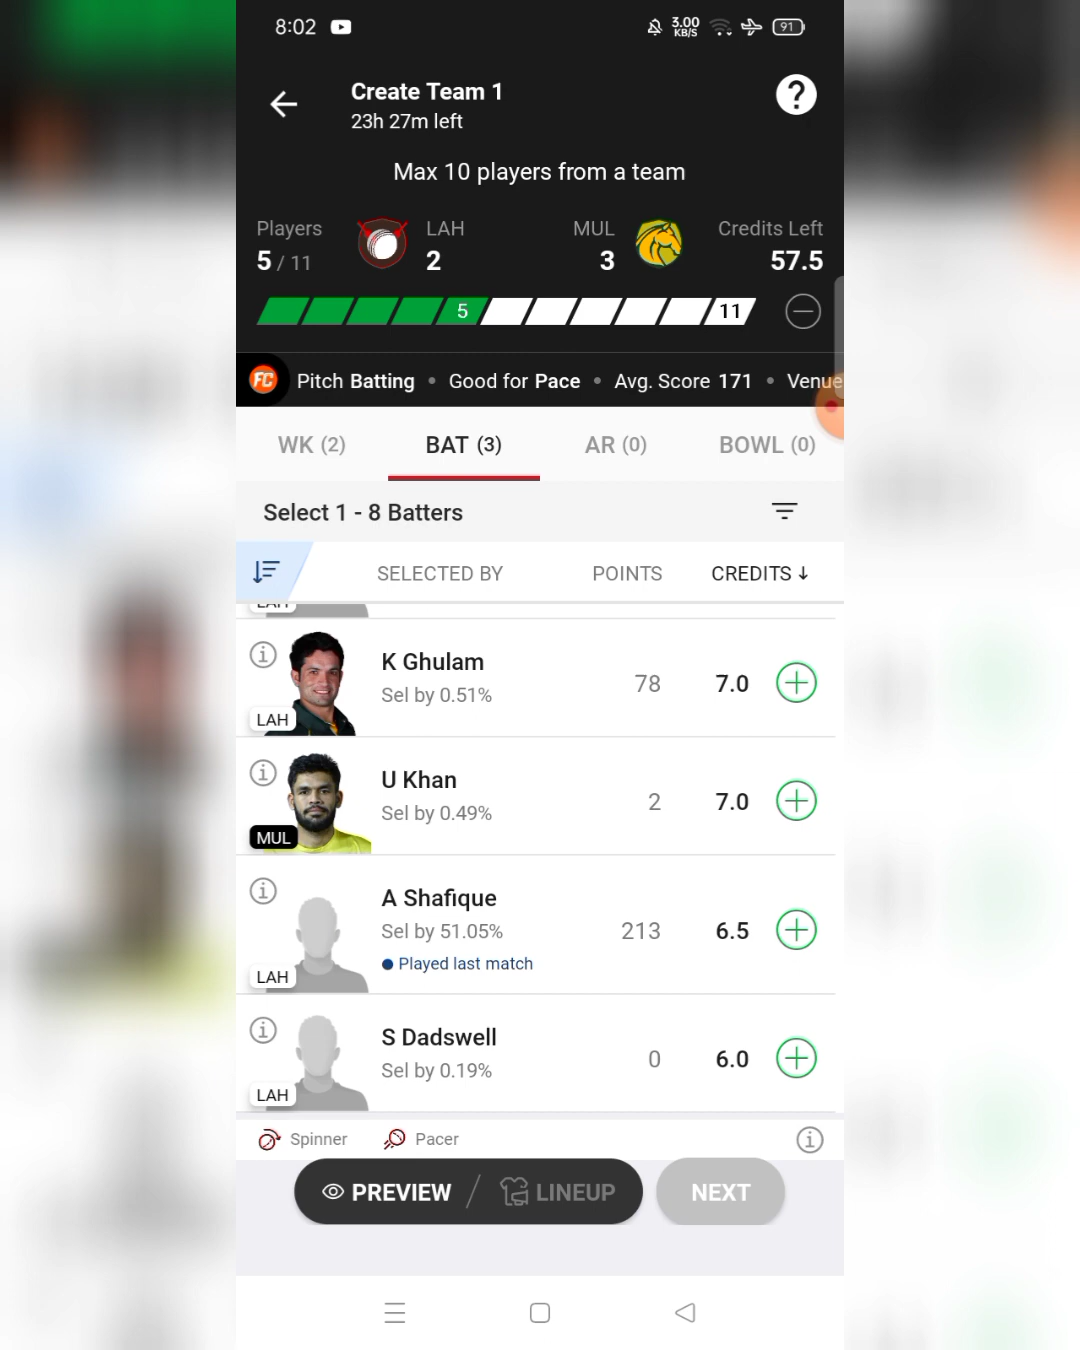 8:02
3.00 KB/S
91
Create Team 1
23h 27m left
?
Max 10 players from a team
Players LAH MUL Credits Left
5 / 11 2 3 57.5
5 11
FC Pitch Batting • Good for Pace • Avg. Score 171 • Venue
WK (2) BAT (3) AR (0) BOWL (0)
Select 1 - 8 Batters
SELECTED BY POINTS CREDITS ↓
LAH
K Ghulam
Sel by 0.51% 78 7.0
LAH
U Khan
Sel by 0.49% 2 7.0
MUL
A Shafique
Sel by 51.05% 213 6.5
Played last match
LAH
S Dadswell
Sel by 0.19% 0 6.0
LAH
Spinner Pacer
PREVIEW / LINEUP NEXT